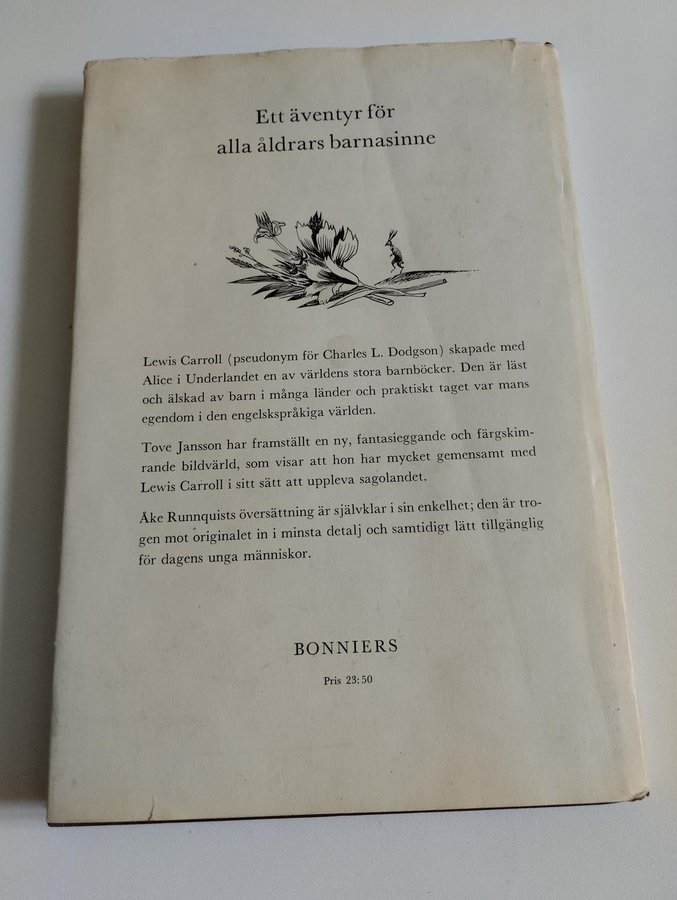 Ett äventyr för
alla åldrars barnasinne
Lewis Carroll (pseudonym för Charles L. Dodgson) skapade med
Alice i Underlandet en av världens stora barnböcker. Den är läst
och älskad av barn i många länder och praktiskt taget var mans
egendom i den engelskspråkiga världen.
Tove Jansson har framställt en ny, fantasieggande och färgskim-
rande bildvärld, som visar att hon har mycket gemensamt med
Lewis Carroll i sitt sätt att uppleva sagolandet.
Åke Runnquists översättning är självklar i sin enkelhet; den är tro-
gen mot originalet in i minsta detalj och samtidigt lätt tillgänglig
för dagens unga människor.
BONNIERS
Pris 23:50